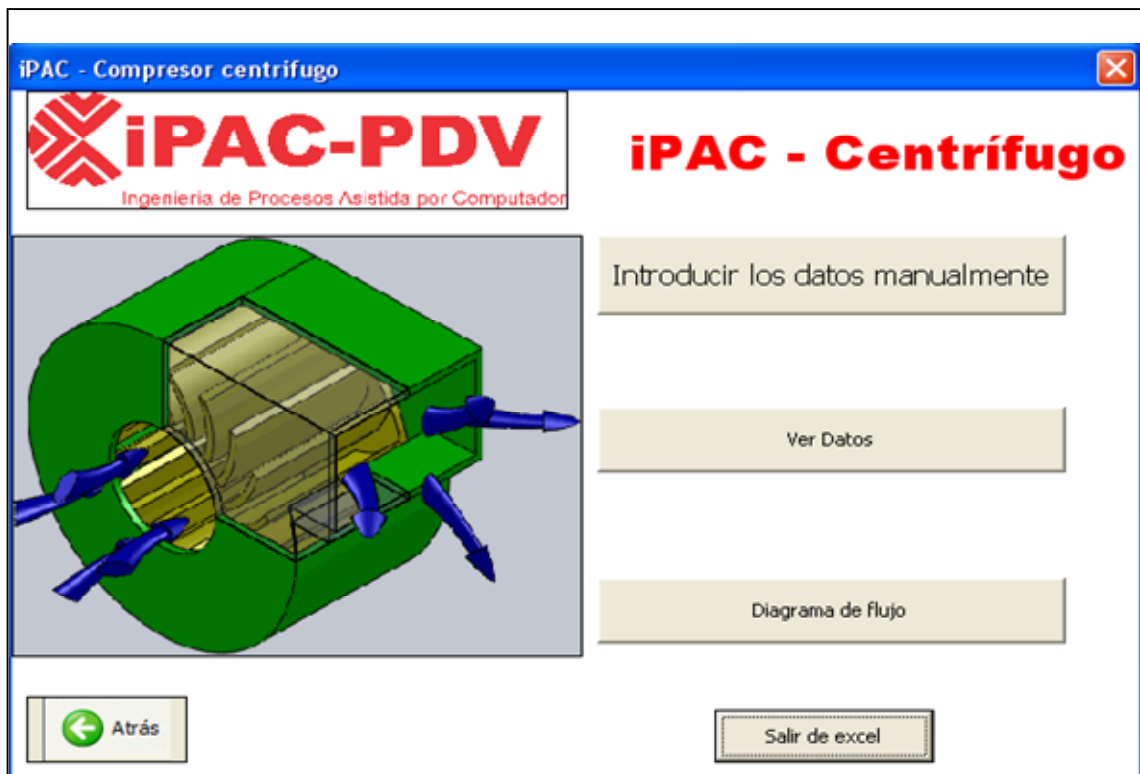 iPAC - Compresor centrífugo
iPAC-PDV
Ingenieria de Procesos Asistida por Computador
iPAC - Centrífugo
Introducir los datos manualmente
Ver Datos
Diagrama de flujo
Atrás
Salir de excel